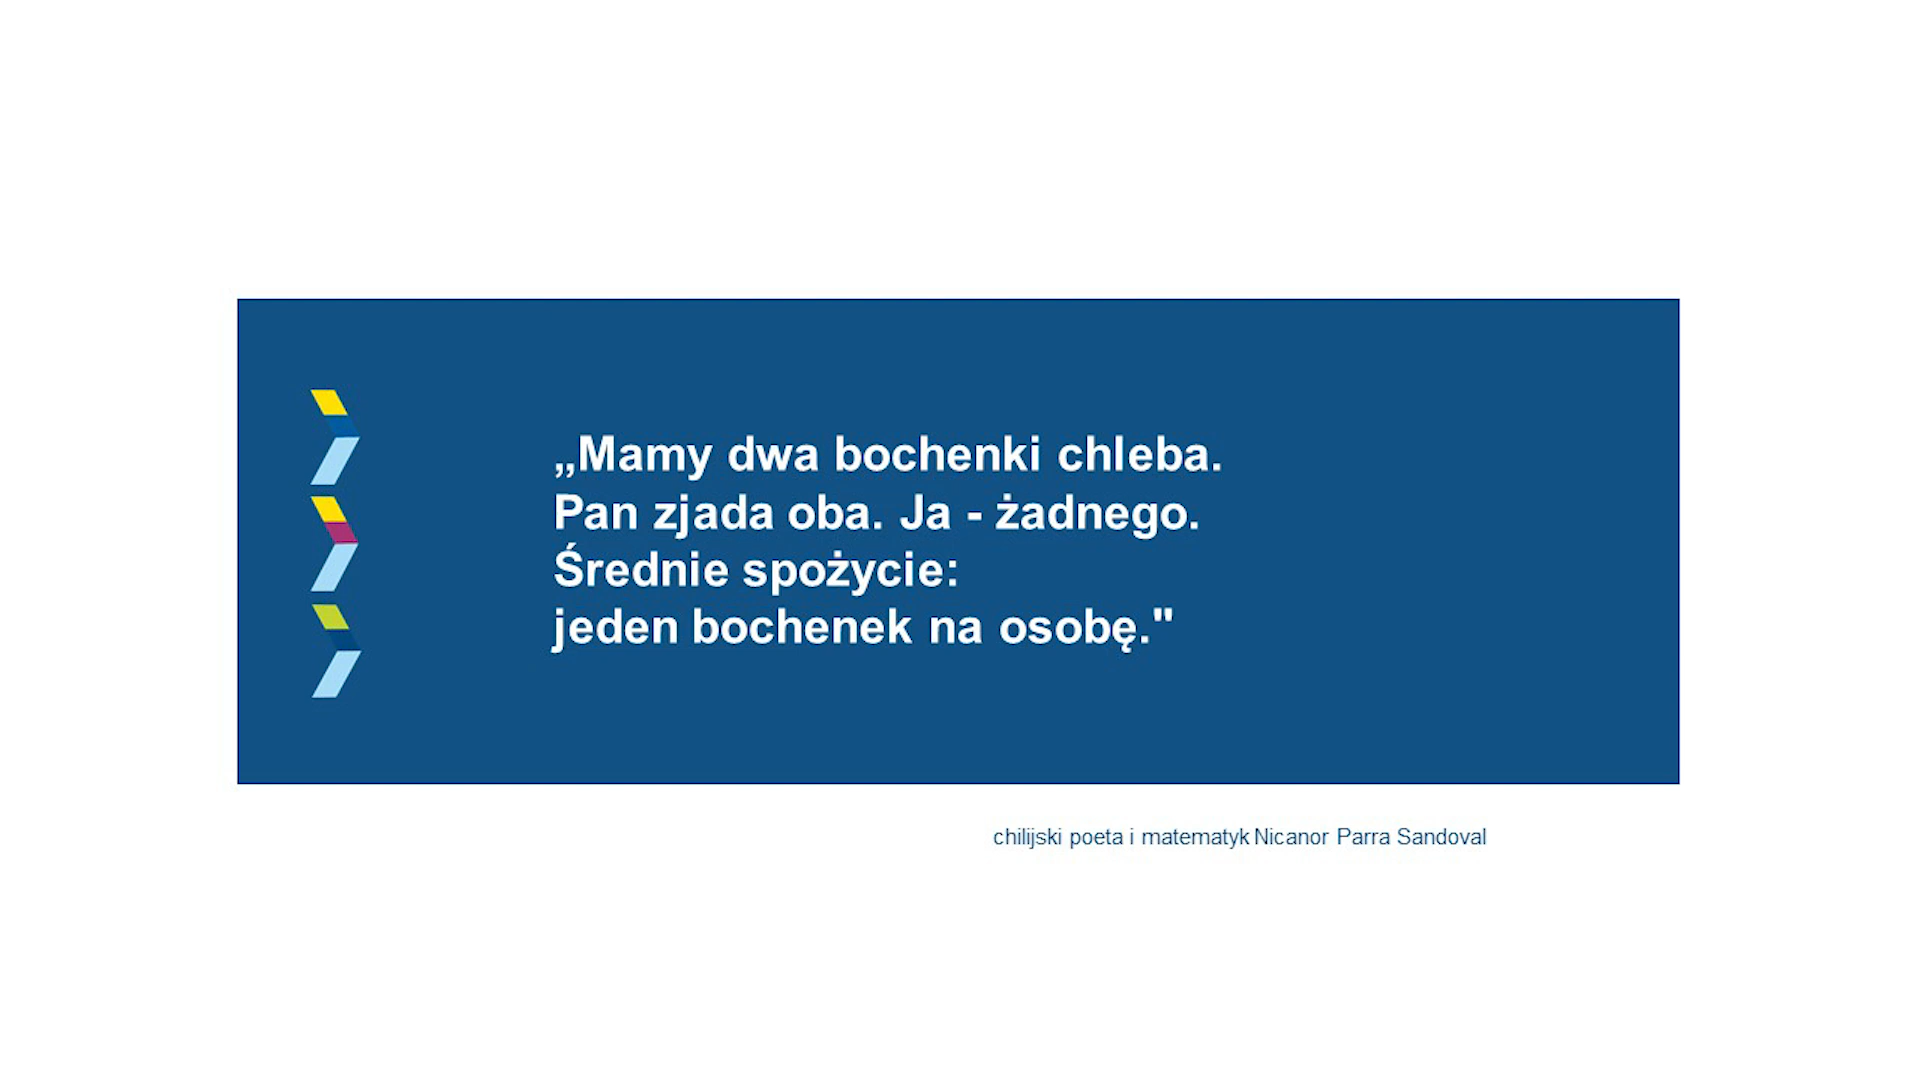 „Mamy dwa bochenki chleba.
Pan zjada oba. Ja - żadnego.
Średnie spożycie:
jeden bochenek na osobę."
chilijski poeta i matematyk Nicanor Parra Sandoval